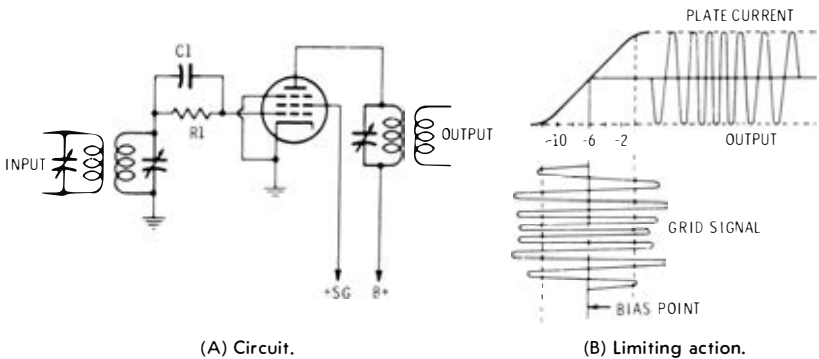 C1
R1
INPUT
OUTPUT
+SG
B+
(A) Circuit.
PLATE CURRENT
-10
-6
-2
OUTPUT
GRID SIGNAL
BIAS POINT
(B) Limiting action.